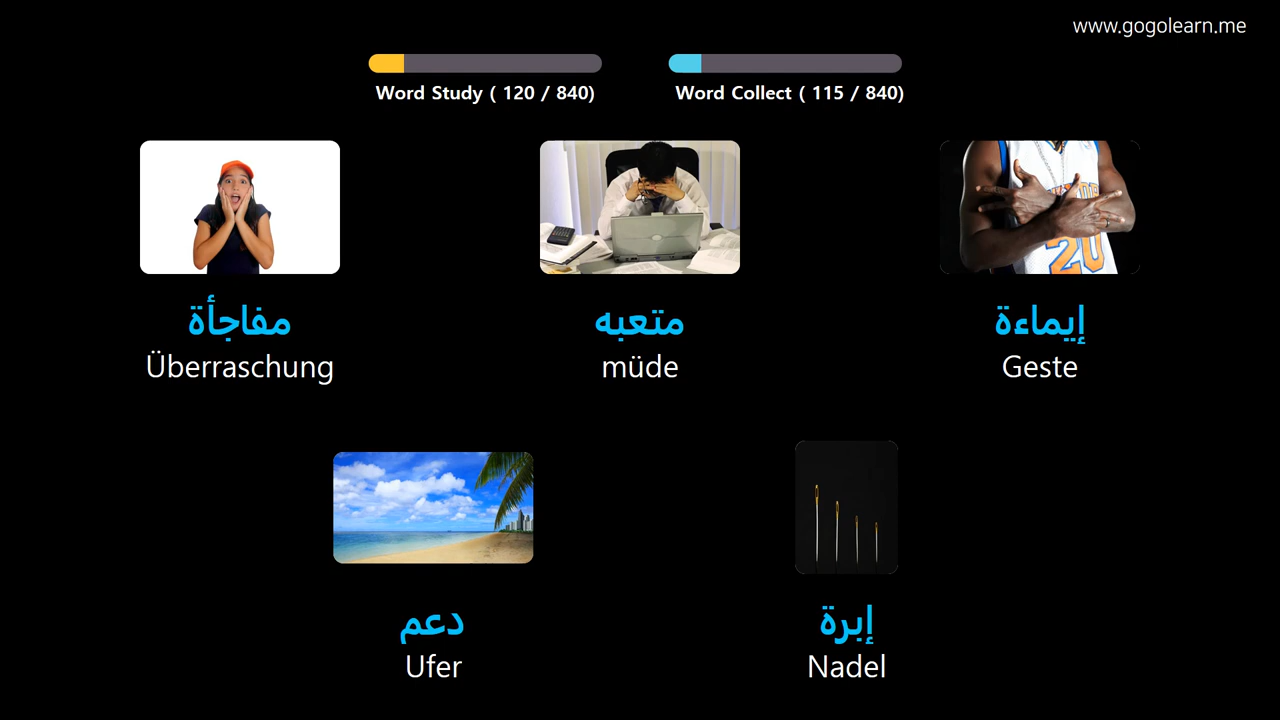 www.gogolearn.me
Word Study ( 120 / 840)
Word Collect ( 115 / 840)
مفاجأة
Überraschung
متعبه
müde
إيماءة
Geste
دعم
Ufer
إبرة
Nadel